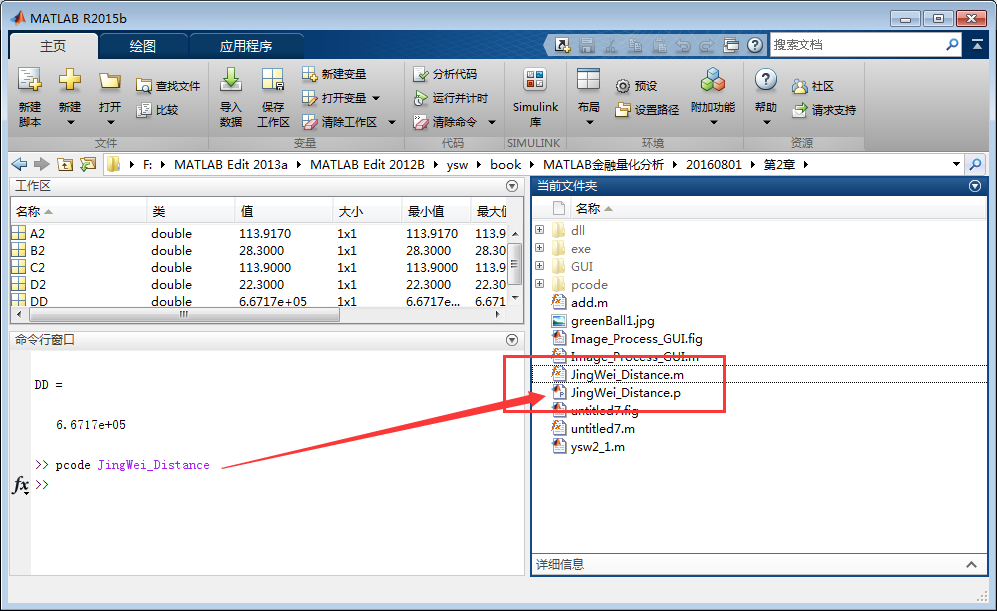 MATLAB R2015b
主页 绘图 应用程序 搜索文档
新建脚本 新建 打开 查找文件 比较 导入数据 保存工作区 新建变量 打开变量 清除工作区 分析代码 运行并计时 清除命令 Simulink 库 布局 预设 设置路径 附加功能 帮助 社区 请求支持
文件 变量 代码 SIMULINK 环境 资源
F: MATLAB Edit 2013a MATLAB Edit 2012B ysw book MATLAB金融量化分析 20160801 第2章
工作区
名称 类 值 大小 最小值 最大值
A2 double 113.9170 1x1 113.9170 113.9
B2 double 28.3000 1x1 28.3000 28.30
C2 double 113.9000 1x1 113.9000 113.9
D2 double 22.3000 1x1 22.3000 22.30
DD double 6.6717e+05 1x1 6.6717e... 6.671
命令行窗口
DD =
6.6717e+05
>> pcode JingWei_Distance
fx >>
当前文件夹
名称
dll
exe
GUI
pcode
add.m
greenBall1.jpg
Image_Process_GUI.fig
Image_Process_GUI.m
JingWei_Distance.m
JingWei_Distance.p
untitled7.fig
untitled7.m
ysw2_1.m
详细信息